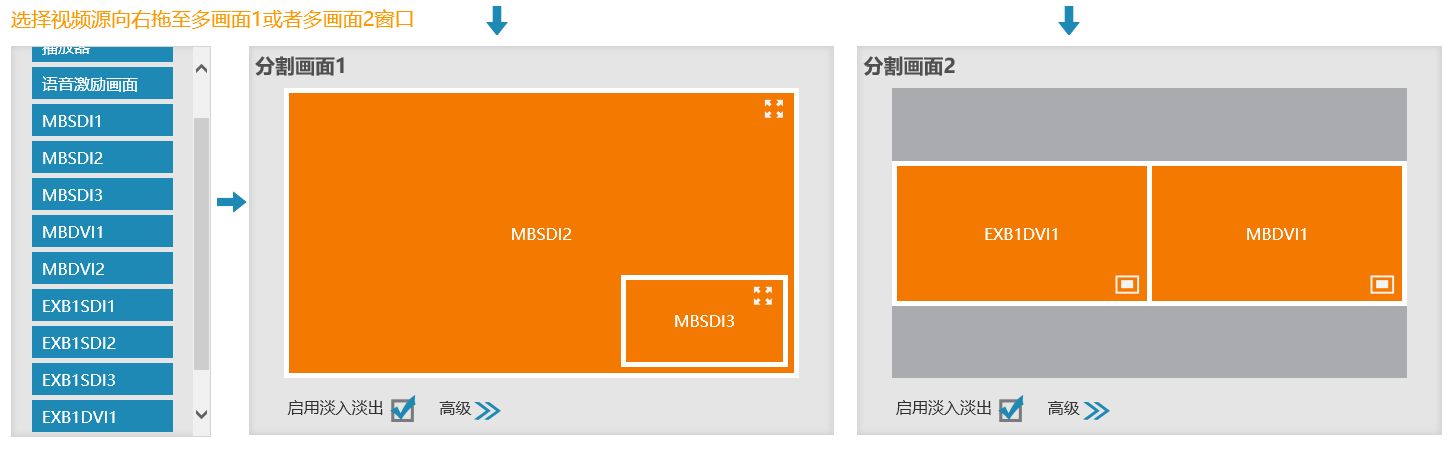 选择视频源向右拖至多画面1或者多画面2窗口
播放器
语音激励画面
MBSDI1
MBSDI2
MBSDI3
MBDVI1
MBDVI2
EXB1SDI1
EXB1SDI2
EXB1SDI3
EXB1DVI1
分割画面1
MBSDI2
MBSDI3
启用淡入淡出
高级
分割画面2
EXB1DVI1
MBDVI1
启用淡入淡出
高级